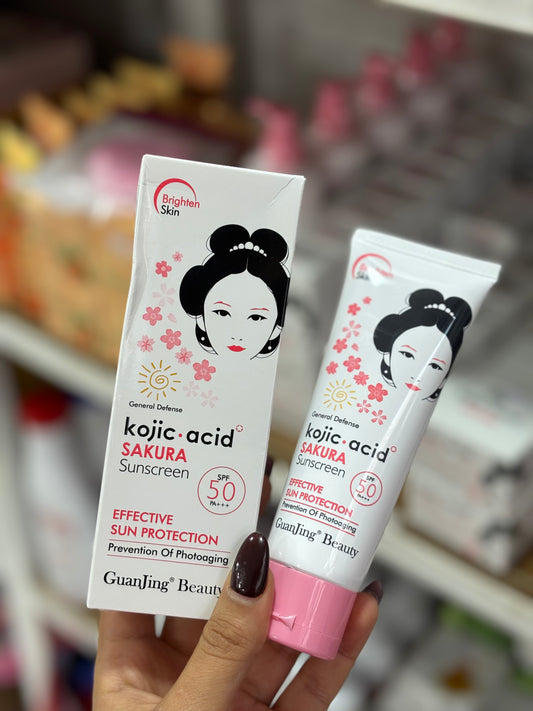 Brighten
Skin
General Defense
kojic·acid
SAKURA
Sunscreen
SPF
50
PA+++
EFFECTIVE
SUN PROTECTION
Prevention Of Photoaging
GuanJing® Beauty
General Defense
kojic·acid
SAKURA
Sunscreen
SPF
50
PA+++
EFFECTIVE
SUN PROTECTION
Prevention Of Photoaging
GuanJing® Beauty